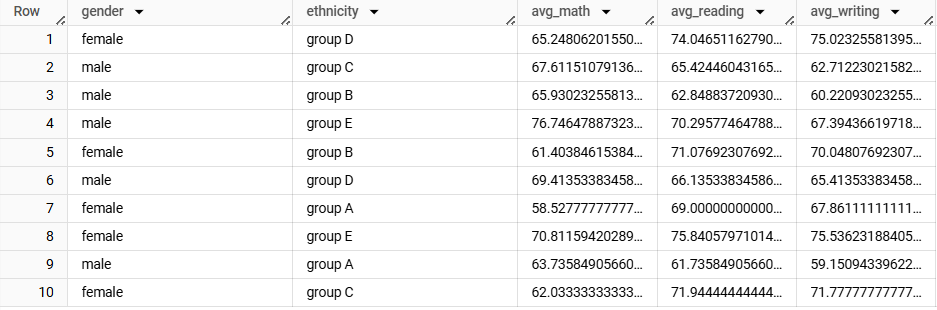 Row gender ethnicity avg_math avg_reading avg_writing
1 female group D 65.24806201550... 74.04651162790... 75.02325581395...
2 male group C 67.61151079136... 65.42446043165... 62.71223021582...
3 male group B 65.93023255813... 62.84883720930... 60.22093023255...
4 male group E 76.74647887323... 70.29577464788... 67.39436619718...
5 female group B 61.40384615384... 71.07692307692... 70.04807692307...
6 male group D 69.41353383458... 66.13533834586... 65.41353383458...
7 female group A 58.52777777777... 69.00000000000... 67.86111111111...
8 female group E 70.81159420289... 75.84057971014... 75.53623188405...
9 male group A 63.73584905660... 61.73584905660... 59.15094339622...
10 female group C 62.03333333333... 71.94444444444... 71.77777777777...